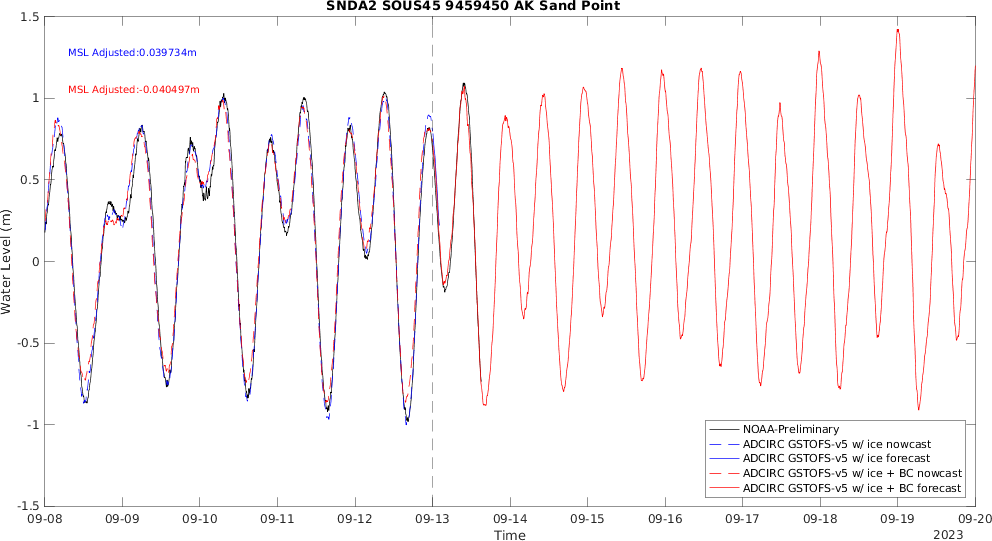 SNDA2 SOUS45 9459450 AK Sand Point
MSL Adjusted:0.039734m
MSL Adjusted:-0.040497m
Water Level (m)
1.5
1
0.5
0
-0.5
-1
-1.5
NOAA-Preliminary
ADCIRC GSTOFS-v5 w/ ice nowcast
ADCIRC GSTOFS-v5 w/ ice forecast
ADCIRC GSTOFS-v5 w/ ice + BC nowcast
ADCIRC GSTOFS-v5 w/ ice + BC forecast
09-08 09-09 09-10 09-11 09-12 09-13 09-14 09-15 09-16 09-17 09-18 09-19 09-20
Time
2023